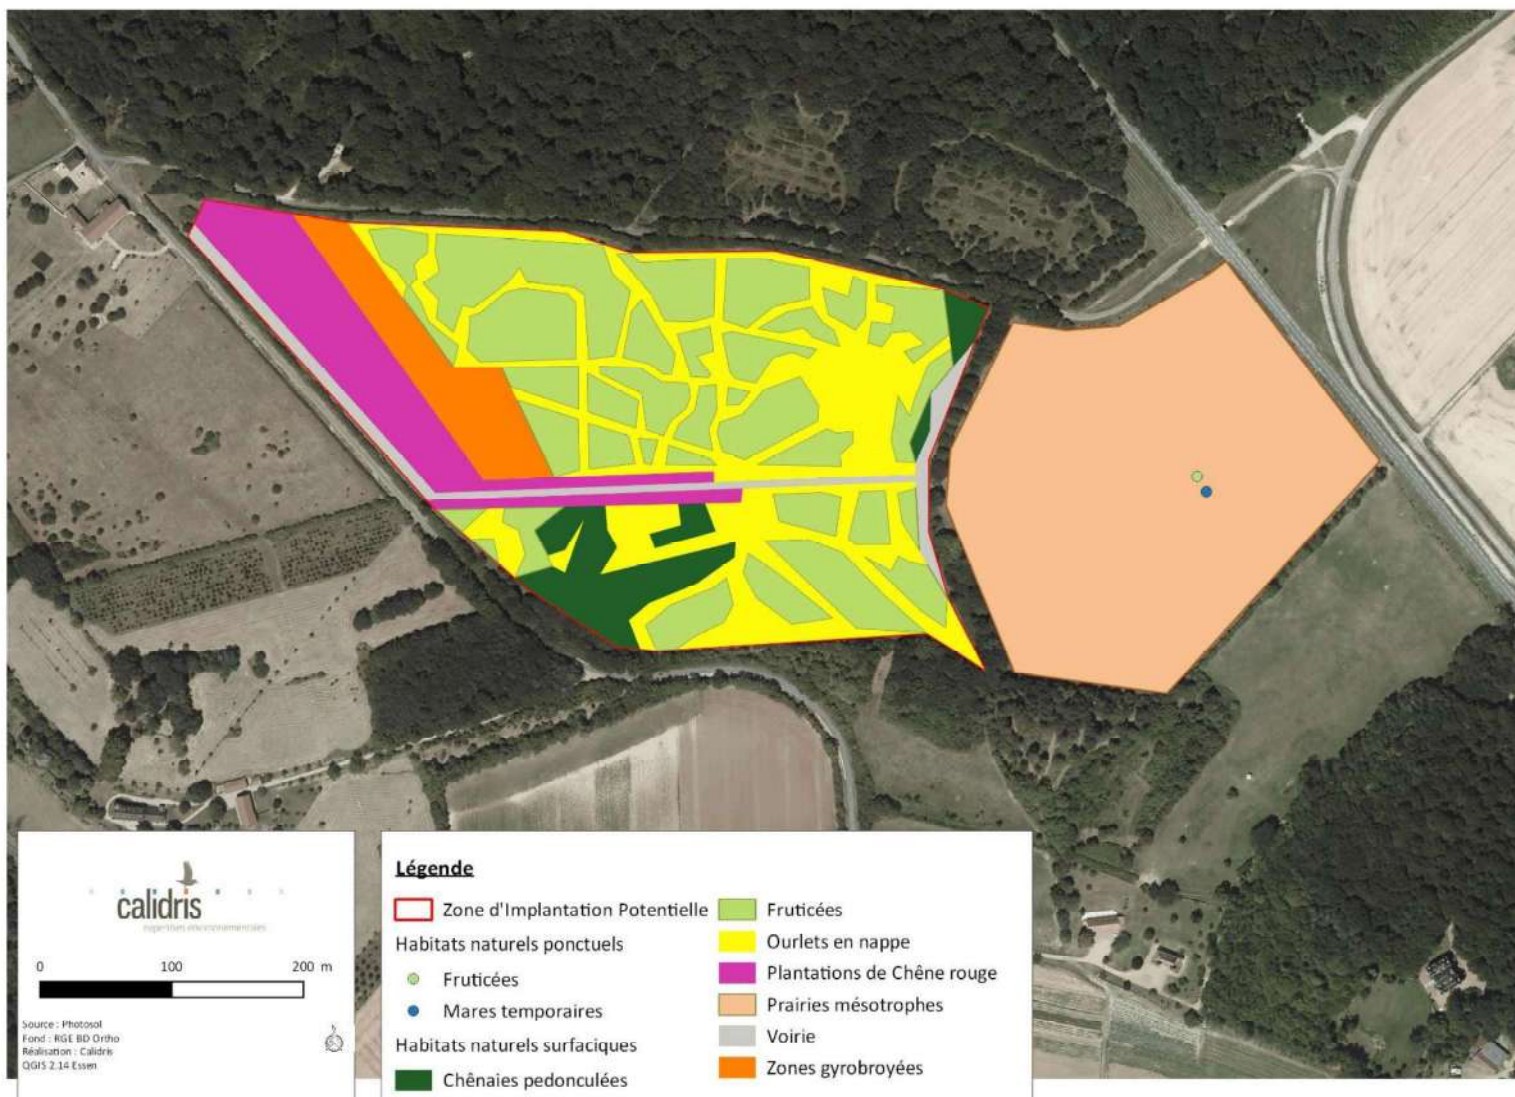 calidris
expertises environnementales
0 100 200 m
Source : Photosol
Fond : RGE BD Ortho
Réalisation : Calidris
QGIS 2.14 Essen
Légende
Zone d'Implantation Potentielle
Habitats naturels ponctuels
Fruticées
Mares temporaires
Habitats naturels surfaciques
Chênaies pedonculées
Fruticées
Ourlets en nappe
Plantations de Chêne rouge
Prairies mésotrophes
Voirie
Zones gyrobroyées